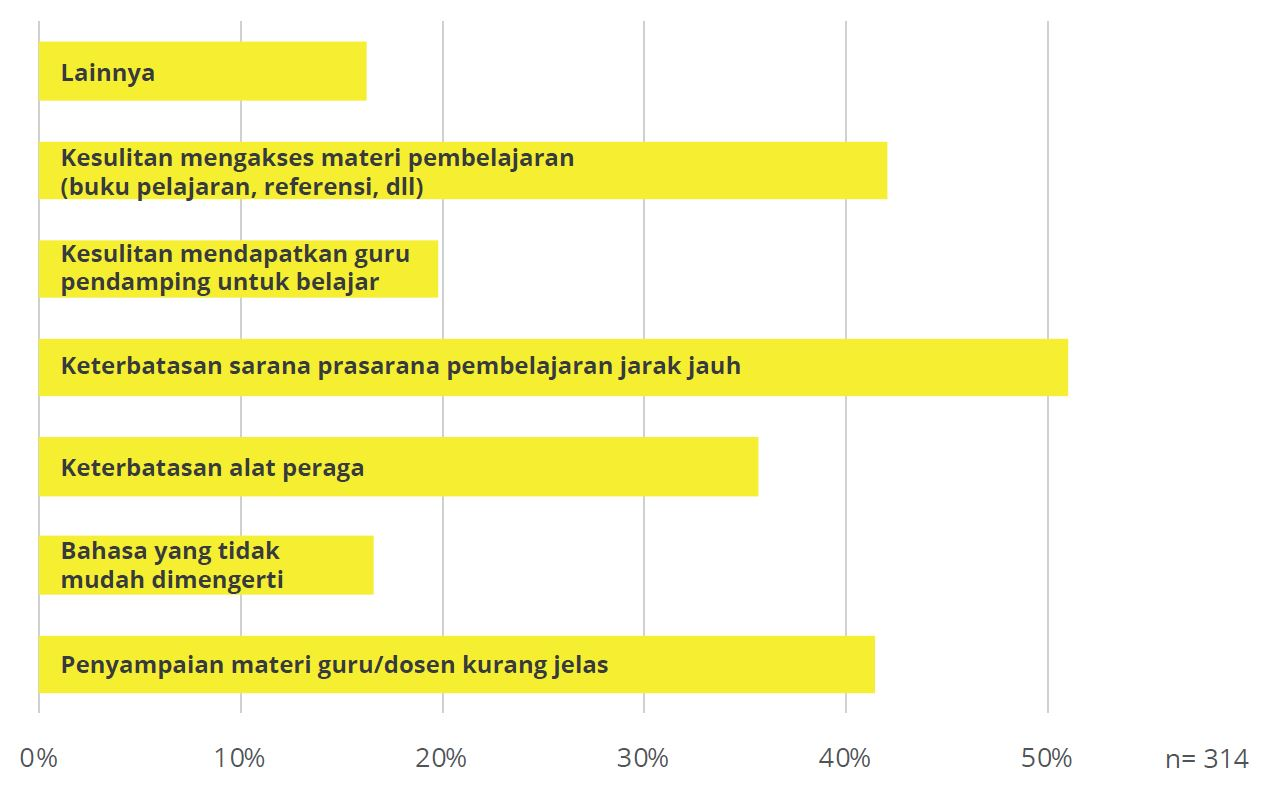 Lainnya
Kesulitan mengakses materi pembelajaran
(buku pelajaran, referensi, dll)
Kesulitan mendapatkan guru
pendamping untuk belajar
Keterbatasan sarana prasarana pembelajaran jarak jauh
Keterbatasan alat peraga
Bahasa yang tidak
mudah dimengerti
Penyampaian materi guru/dosen kurang jelas
0% 10% 20% 30% 40% 50% n= 314